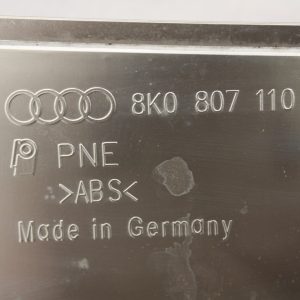 8K0 807 110
PNE
>ABS<
Made in Germany